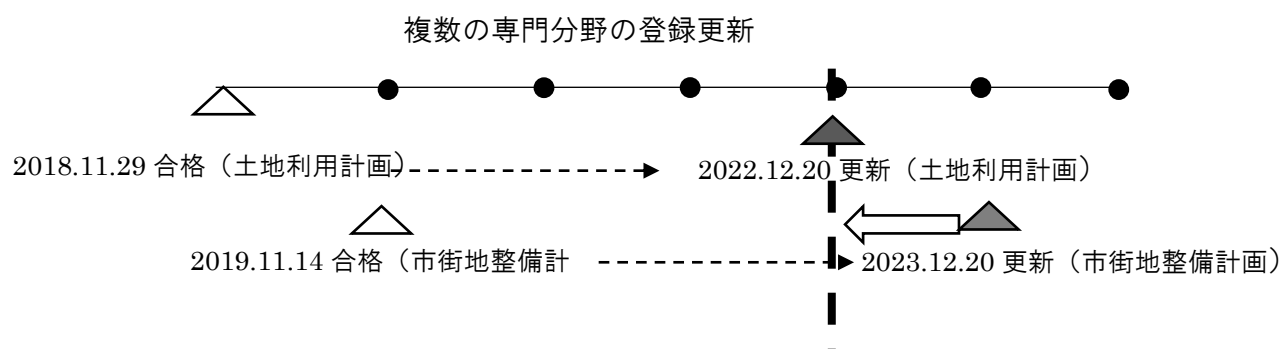 複数の専門分野の登録更新
2018.11.29 合格（土地利用計画）
2022.12.20 更新（土地利用計画）
2019.11.14 合格（市街地整備計
2023.12.20 更新（市街地整備計画）